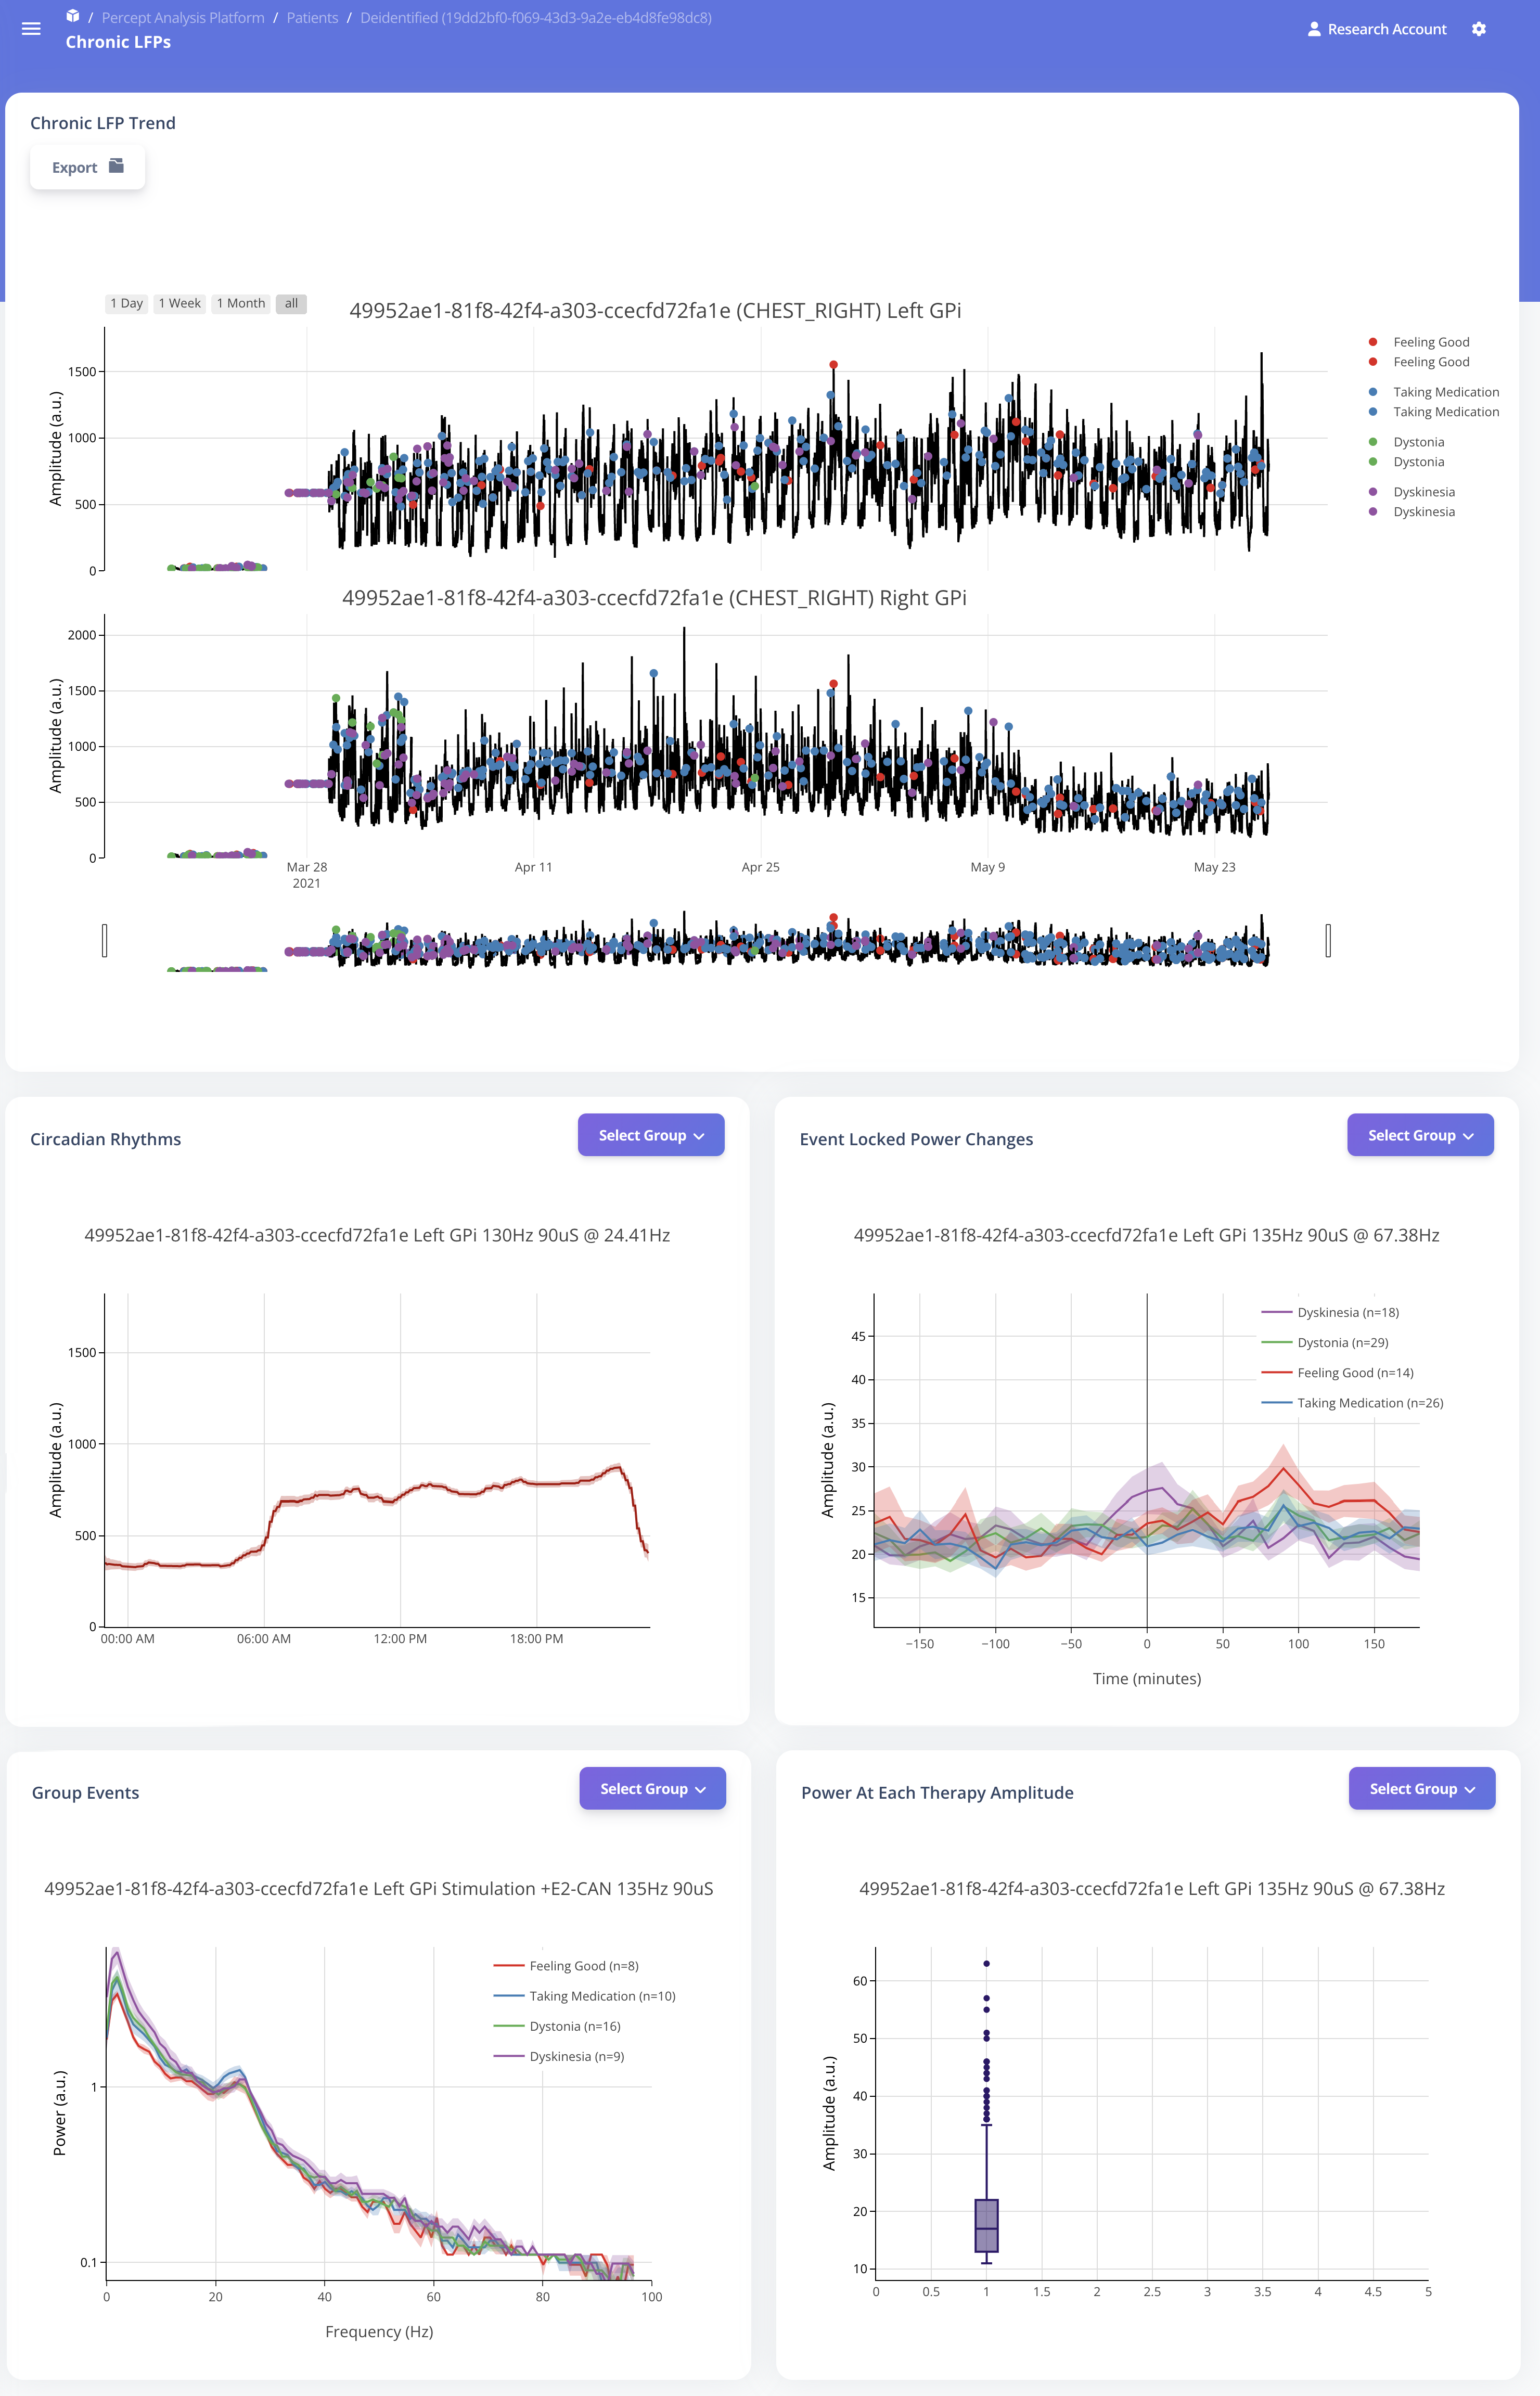 / Percept Analysis Platform / Patients / Deidentified (19dd2bf0-f069-43d3-9a2e-eb4d8fe98dc8)
Chronic LFPs
Research Account
Chronic LFP Trend
Export
1 Day 1 Week 1 Month all
49952ae1-81f8-42f4-a303-ccecfd72fa1e (CHEST_RIGHT) Left GPi
Amplitude (a.u.)
1500
1000
500
0
Feeling Good
Feeling Good
Taking Medication
Taking Medication
Dystonia
Dystonia
Dyskinesia
Dyskinesia
49952ae1-81f8-42f4-a303-ccecfd72fa1e (CHEST_RIGHT) Right GPi
Amplitude (a.u.)
2000
1500
1000
500
0
Mar 28 Apr 11 Apr 25 May 9 May 23
2021
Circadian Rhythms
Select Group
49952ae1-81f8-42f4-a303-ccecfd72fa1e Left GPi 130Hz 90uS @ 24.41Hz
Amplitude (a.u.)
1500
1000
500
0
00:00 AM 06:00 AM 12:00 PM 18:00 PM
Event Locked Power Changes
Select Group
49952ae1-81f8-42f4-a303-ccecfd72fa1e Left GPi 135Hz 90uS @ 67.38Hz
Amplitude (a.u.)
45
40
35
30
25
20
15
Dyskinesia (n=18)
Dystonia (n=29)
Feeling Good (n=14)
Taking Medication (n=26)
−150 −100 −50 0 50 100 150
Time (minutes)
Group Events
Select Group
49952ae1-81f8-42f4-a303-ccecfd72fa1e Left GPi Stimulation +E2-CAN 135Hz 90uS
Power (a.u.)
1
0.1
Feeling Good (n=8)
Taking Medication (n=10)
Dystonia (n=16)
Dyskinesia (n=9)
0 20 40 60 80 100
Frequency (Hz)
Power At Each Therapy Amplitude
Select Group
49952ae1-81f8-42f4-a303-ccecfd72fa1e Left GPi 135Hz 90uS @ 67.38Hz
Amplitude (a.u.)
60
50
40
30
20
10
0 0.5 1 1.5 2 2.5 3 3.5 4 4.5 5